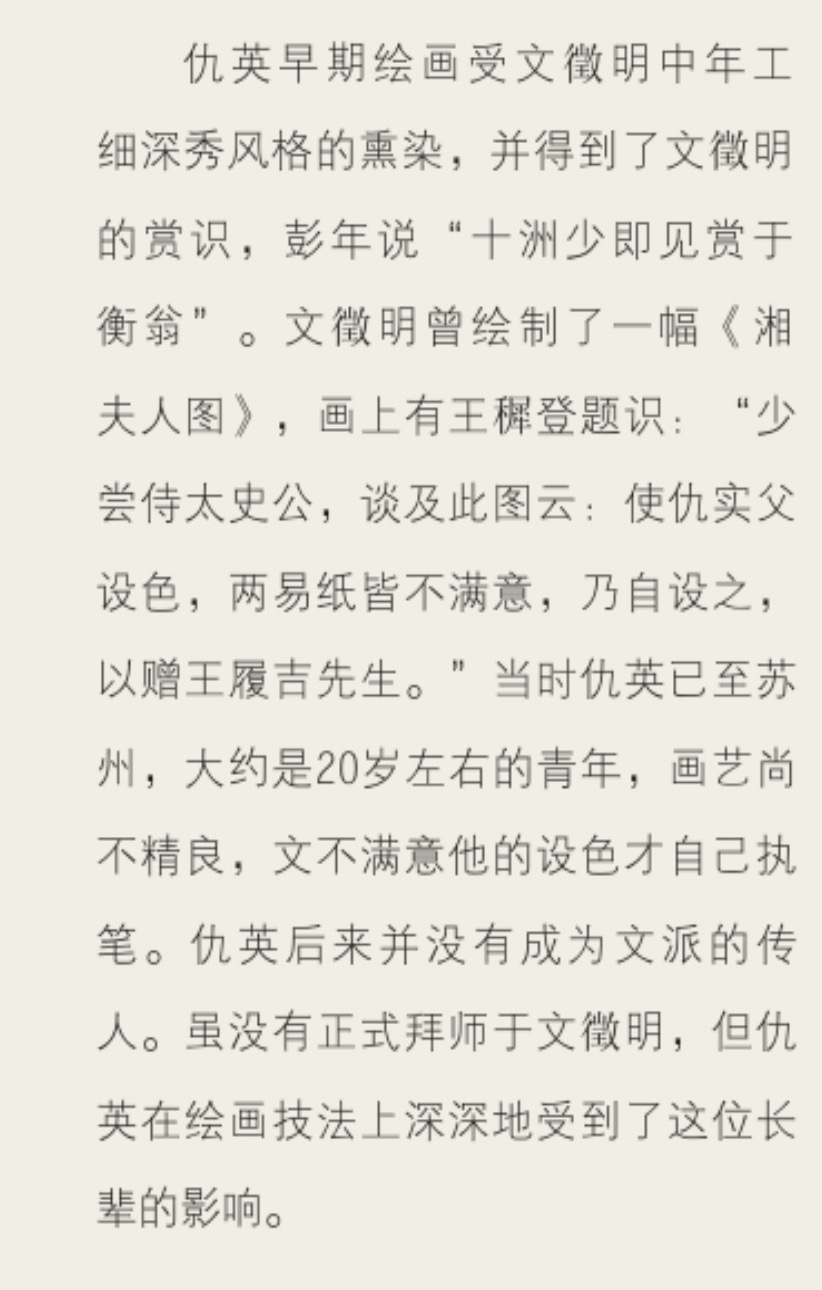 仇英早期绘画受文徵明中年工
细深秀风格的熏染，并得到了文徵明
的赏识，彭年说“十洲少即见赏于
衡翁”。文徵明曾绘制了一幅《湘
夫人图》，画上有王穉登题识：“少
尝侍太史公，谈及此图云：使仇实父
设色，两易纸皆不满意，乃自设之，
以赠王履吉先生。”当时仇英已至苏
州，大约是20岁左右的青年，画艺尚
不精良，文不满意他的设色才自己执
笔。仇英后来并没有成为文派的传
人。虽没有正式拜师于文徵明，但仇
英在绘画技法上深深地受到了这位长
辈的影响。